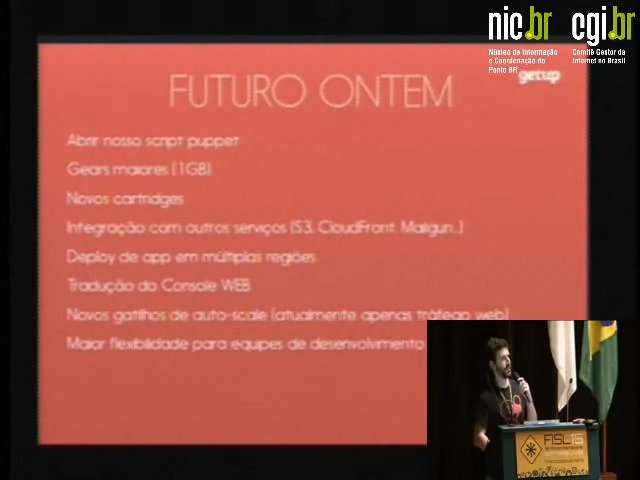 nic.br cgi.br
Núcleo de Informação
e Coordenação do
Ponto BR
Comitê Gestor da
Internet no Brasil
getup
FUTURO ONTEM
Abrir nosso script puppet
Gears maiores (1GB)
Novos cartridges
Integração com outros serviços (S3, CloudFront, Mailgun...)
Deploy de app em múltiplas regiões
Tradução do Console WEB
Novos gatilhos de auto-scale (atualmente apenas tráfego web)
Maior flexibilidade para equipes de desenvolvimento
FISL15